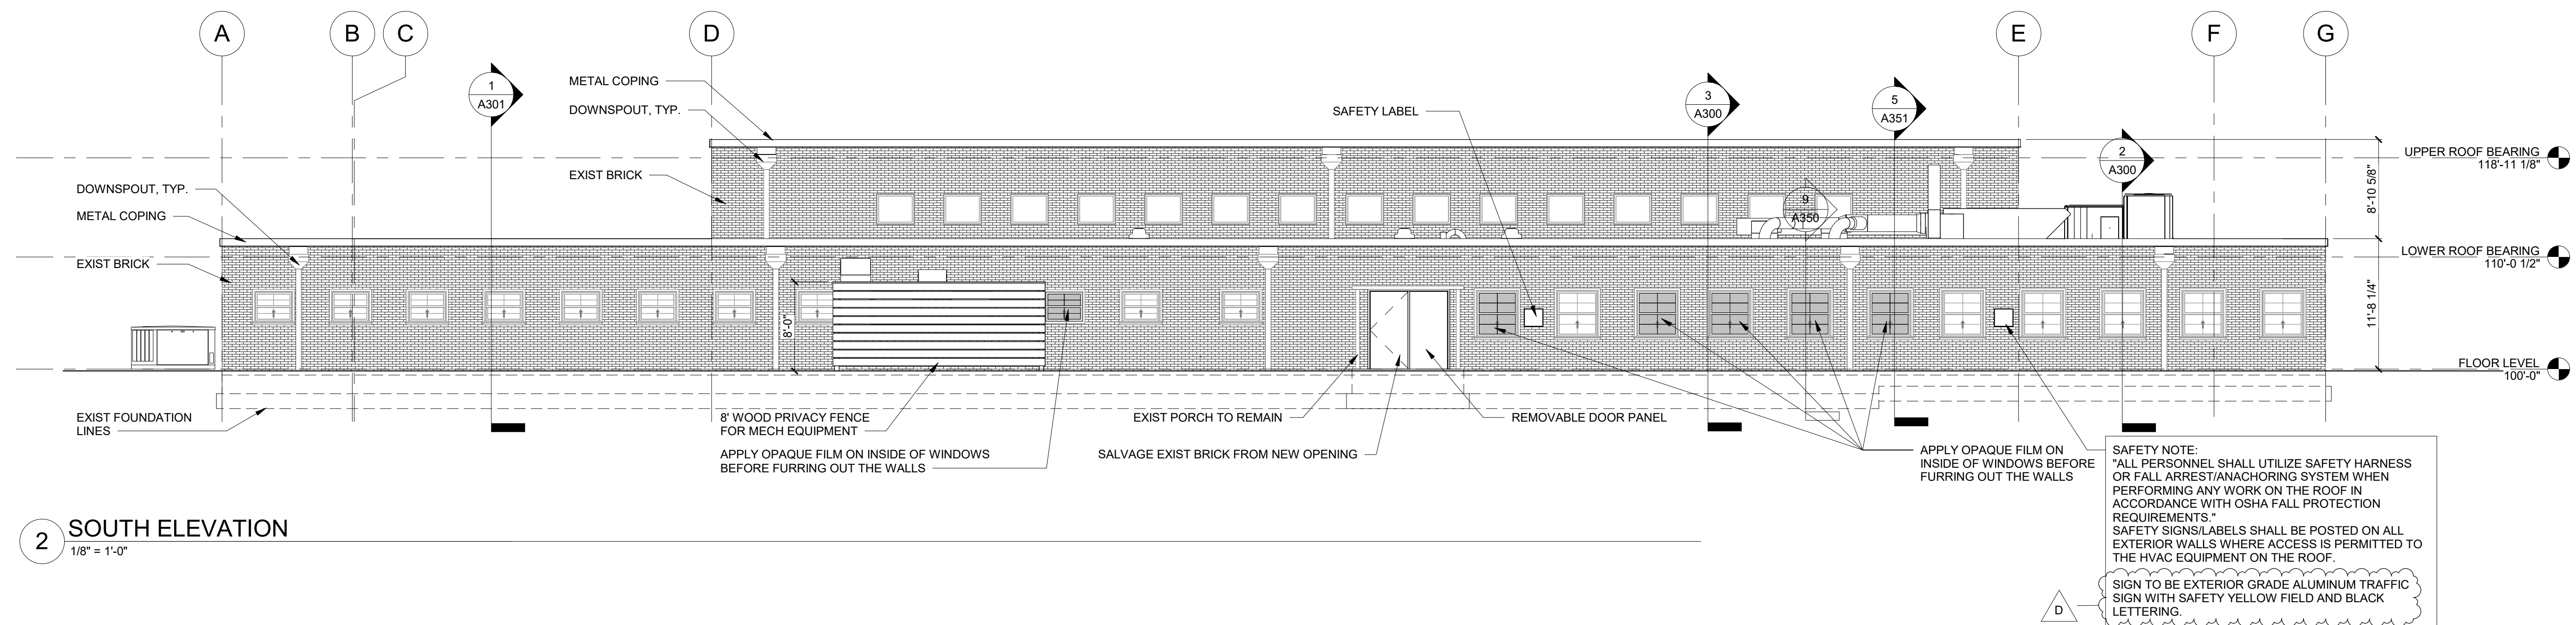 A
B
C
D
E
F
G
1
A301
METAL COPING
DOWNSPOUT, TYP.
EXIST BRICK
SAFETY LABEL
3
A300
5
A351
2
A300
9
A350
UPPER ROOF BEARING
118'-11 1/8"
8'-10 5/8"
DOWNSPOUT, TYP.
METAL COPING
EXIST BRICK
LOWER ROOF BEARING
110'-0 1/2"
11'-8 1/4"
8'-0"
FLOOR LEVEL
100'-0"
EXIST FOUNDATION
LINES
8' WOOD PRIVACY FENCE
FOR MECH EQUIPMENT
APPLY OPAQUE FILM ON INSIDE OF WINDOWS
BEFORE FURRING OUT THE WALLS
EXIST PORCH TO REMAIN
SALVAGE EXIST BRICK FROM NEW OPENING
REMOVABLE DOOR PANEL
APPLY OPAQUE FILM ON
INSIDE OF WINDOWS BEFORE
FURRING OUT THE WALLS
SAFETY NOTE:
"ALL PERSONNEL SHALL UTILIZE SAFETY HARNESS
OR FALL ARREST/ANACHORING SYSTEM WHEN
PERFORMING ANY WORK ON THE ROOF IN
ACCORDANCE WITH OSHA FALL PROTECTION
REQUIREMENTS."
SAFETY SIGNS/LABELS SHALL BE POSTED ON ALL
EXTERIOR WALLS WHERE ACCESS IS PERMITTED TO
THE HVAC EQUIPMENT ON THE ROOF.
SIGN TO BE EXTERIOR GRADE ALUMINUM TRAFFIC
SIGN WITH SAFETY YELLOW FIELD AND BLACK
LETTERING.
D
2
SOUTH ELEVATION
1/8" = 1'-0"